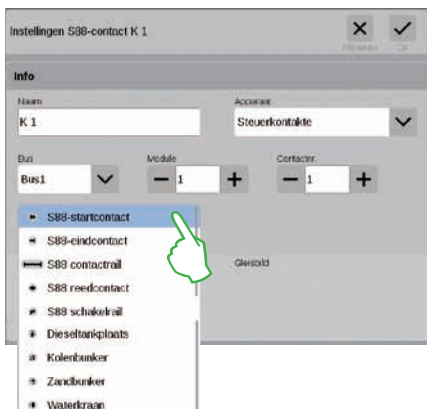 Instellingen S88-contact K 1
Afbreken OK
Info
Naam Apparaat
K 1 Steuerkontakte
Bus Module Contactnr.
Bus1 1 1
S88-startcontact
S88-eindcontact
S88 contactrail Gleisbild
S88 reedcontact
S88 schakelrail
Dieseltankplaats
Kolenbunker
Zandbunker
Waterkraan